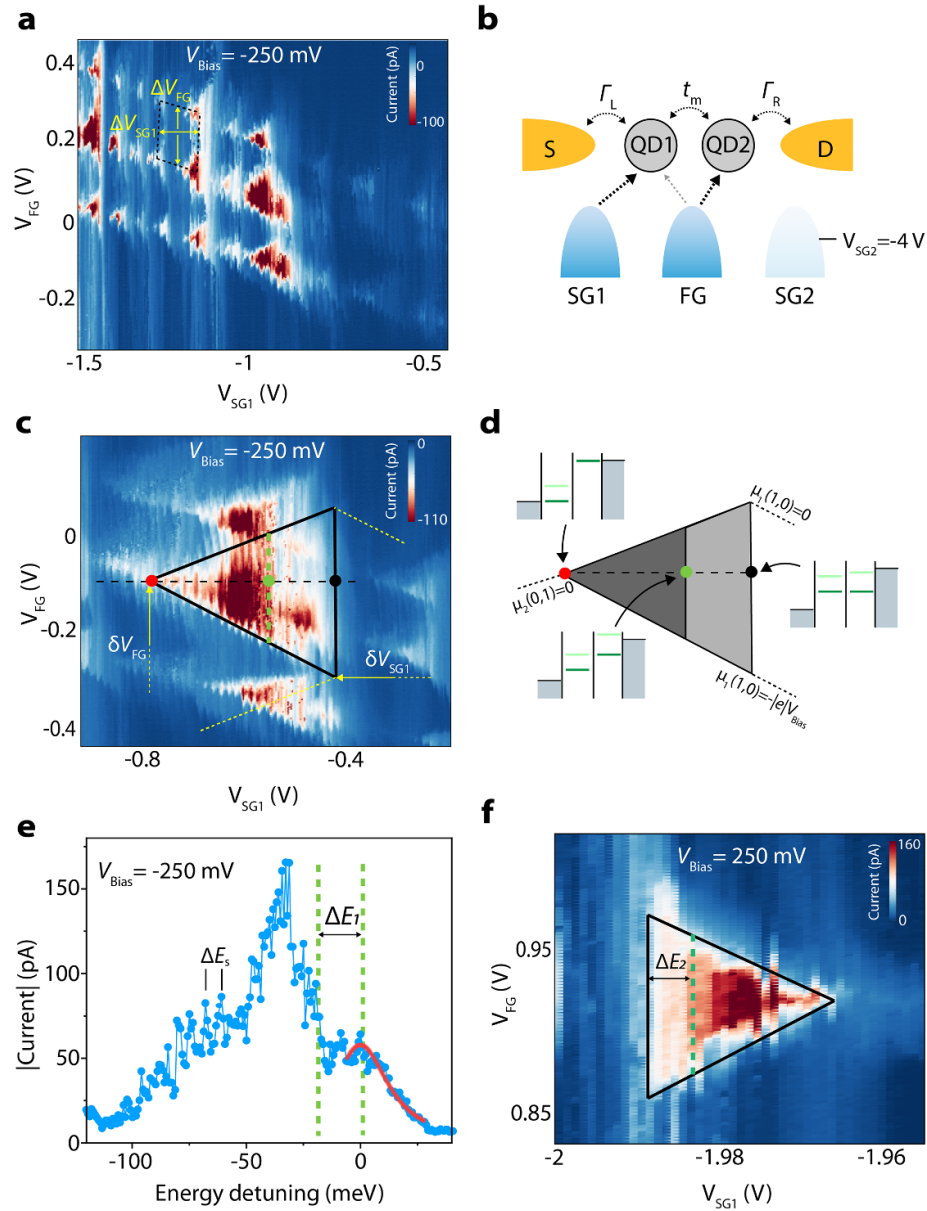 a
V_Bias = -250 mV
Current (pA)
0
-100
ΔV_FG
ΔV_SG1
V_FG (V)
0.4
0.2
0
-0.2
-1.5
-1
-0.5
V_SG1 (V)
b
Γ_L
t_m
Γ_R
S
QD1
QD2
D
V_SG2=-4 V
SG1
FG
SG2
c
V_Bias = -250 mV
Current (pA)
0
-110
V_FG (V)
0
-0.2
-0.4
δV_FG
δV_SG1
-0.8
-0.4
V_SG1 (V)
d
μ₁(1,0)=0
μ₂(0,1)=0
μ₁(1,0)=-|e|V_Bias
e
V_Bias = -250 mV
ΔE₁
ΔE_s
|Current| (pA)
150
100
50
0
-100
-50
0
Energy detuning (meV)
f
V_Bias = 250 mV
Current (pA)
160
0
ΔE₂
V_FG (V)
0.95
0.85
-2
-1.98
-1.96
V_SG1 (V)